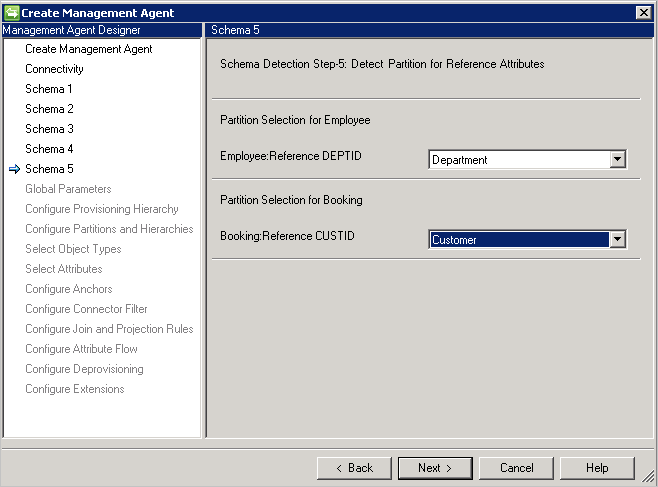 Create Management Agent
Management Agent Designer
Create Management Agent
Connectivity
Schema 1
Schema 2
Schema 3
Schema 4
Schema 5
Global Parameters
Configure Provisioning Hierarchy
Configure Partitions and Hierarchies
Select Object Types
Select Attributes
Configure Anchors
Configure Connector Filter
Configure Join and Projection Rules
Configure Attribute Flow
Configure Deprovisioning
Configure Extensions
Schema 5
Schema Detection Step-5: Detect Partition for Reference Attributes
Partition Selection for Employee
Employee:Reference DEPTID Department
Partition Selection for Booking
Booking:Reference CUSTID Customer
< Back Next > Cancel Help